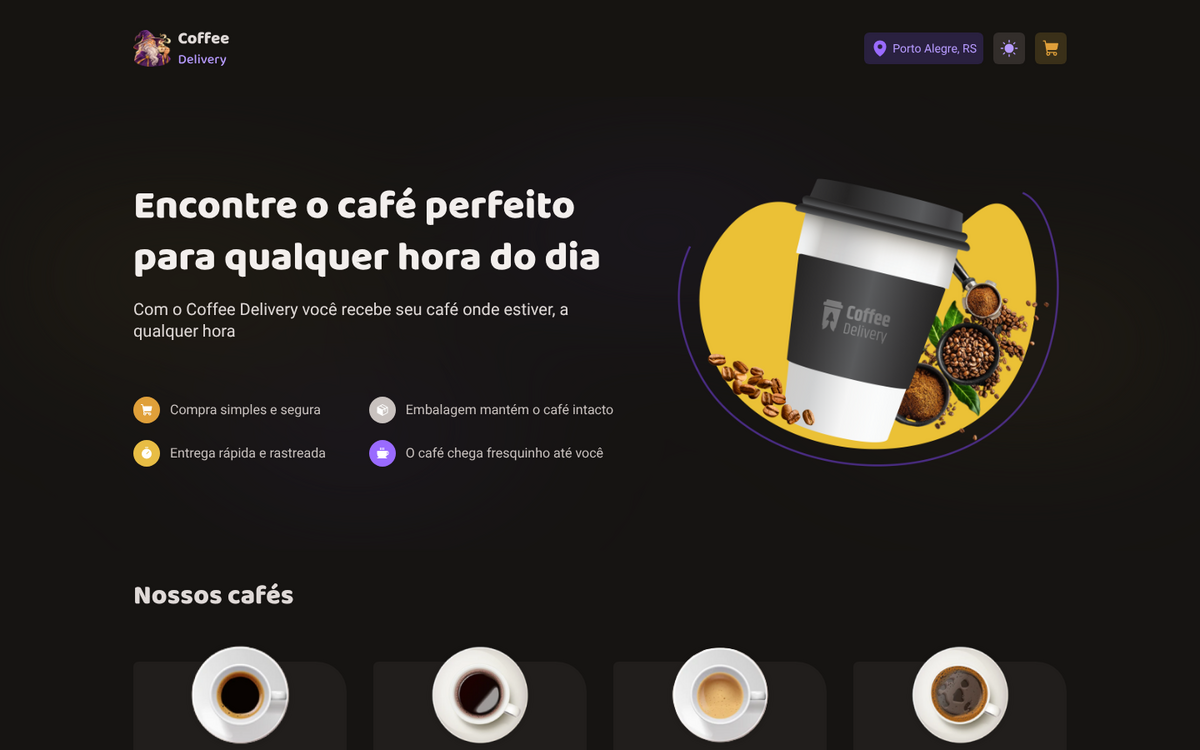 Coffee
Delivery
Porto Alegre, RS
Encontre o café perfeito
para qualquer hora do dia
Com o Coffee Delivery você recebe seu café onde estiver, a
qualquer hora
Coffee
Delivery
Compra simples e segura
Embalagem mantém o café intacto
Entrega rápida e rastreada
O café chega fresquinho até você
Nossos cafés